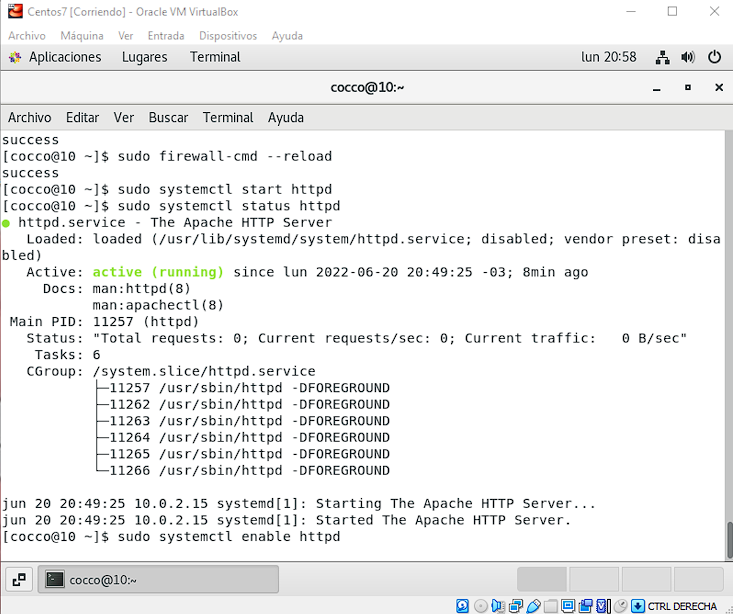 Centos7 [Corriendo] - Oracle VM VirtualBox
Archivo Máquina Ver Entrada Dispositivos Ayuda
Aplicaciones Lugares Terminal lun 20:58
cocco@10:~
Archivo Editar Ver Buscar Terminal Ayuda
success
[cocco@10 ~]$ sudo firewall-cmd --reload
success
[cocco@10 ~]$ sudo systemctl start httpd
[cocco@10 ~]$ sudo systemctl status httpd
● httpd.service - The Apache HTTP Server
   Loaded: loaded (/usr/lib/systemd/system/httpd.service; disabled; vendor preset: disa
bled)
   Active: active (running) since lun 2022-06-20 20:49:25 -03; 8min ago
     Docs: man:httpd(8)
           man:apachectl(8)
 Main PID: 11257 (httpd)
   Status: "Total requests: 0; Current requests/sec: 0; Current traffic:   0 B/sec"
    Tasks: 6
   CGroup: /system.slice/httpd.service
           ├─11257 /usr/sbin/httpd -DFOREGROUND
           ├─11262 /usr/sbin/httpd -DFOREGROUND
           ├─11263 /usr/sbin/httpd -DFOREGROUND
           ├─11264 /usr/sbin/httpd -DFOREGROUND
           ├─11265 /usr/sbin/httpd -DFOREGROUND
           └─11266 /usr/sbin/httpd -DFOREGROUND
jun 20 20:49:25 10.0.2.15 systemd[1]: Starting The Apache HTTP Server...
jun 20 20:49:25 10.0.2.15 systemd[1]: Started The Apache HTTP Server.
[cocco@10 ~]$ sudo systemctl enable httpd
cocco@10:~
CTRL DERECHA